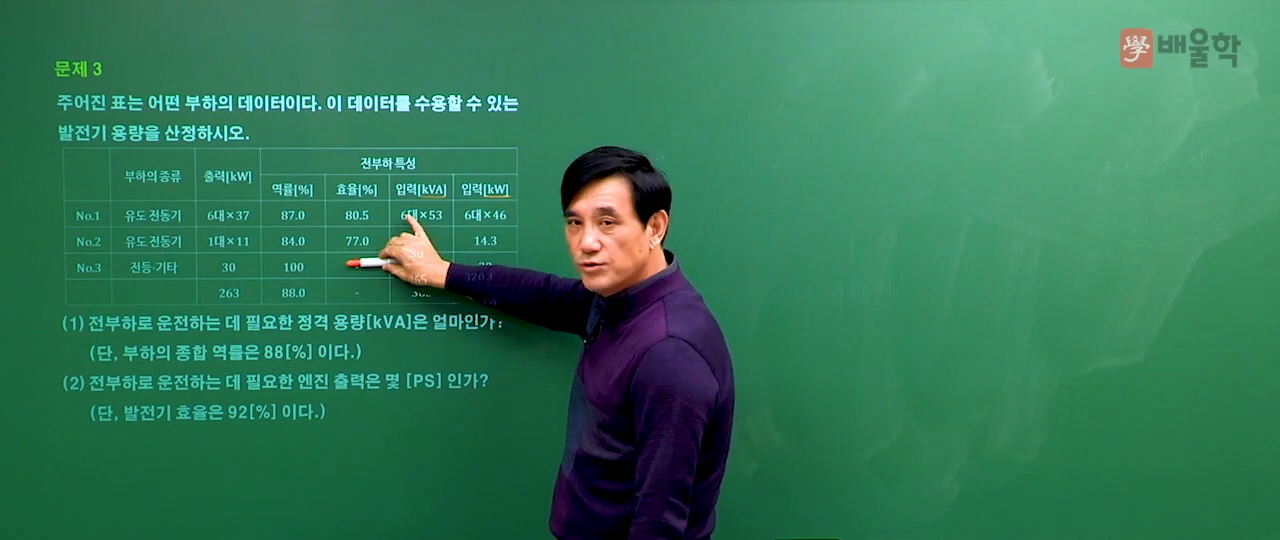 學 배울학
문제 3
주어진 표는 어떤 부하의 데이터이다. 이 데이터를 수용할 수 있는
발전기 용량을 산정하시오.
부하의 종류 출력[kW] 전부하 특성
역률[%] 효율[%] 입력[kVA] 입력[kW]
No.1 유도 전동기 6대×37 87.0 80.5 6대×53 6대×46
No.2 유도 전동기 1대×11 84.0 77.0 14.3
No.3 전등·기타 30 100 30
263 88.0 - 365 320.3
(1) 전부하로 운전하는 데 필요한 정격 용량[kVA]은 얼마인가?
(단, 부하의 종합 역률은 88[%] 이다.)
(2) 전부하로 운전하는 데 필요한 엔진 출력은 몇 [PS] 인가?
(단, 발전기 효율은 92[%] 이다.)